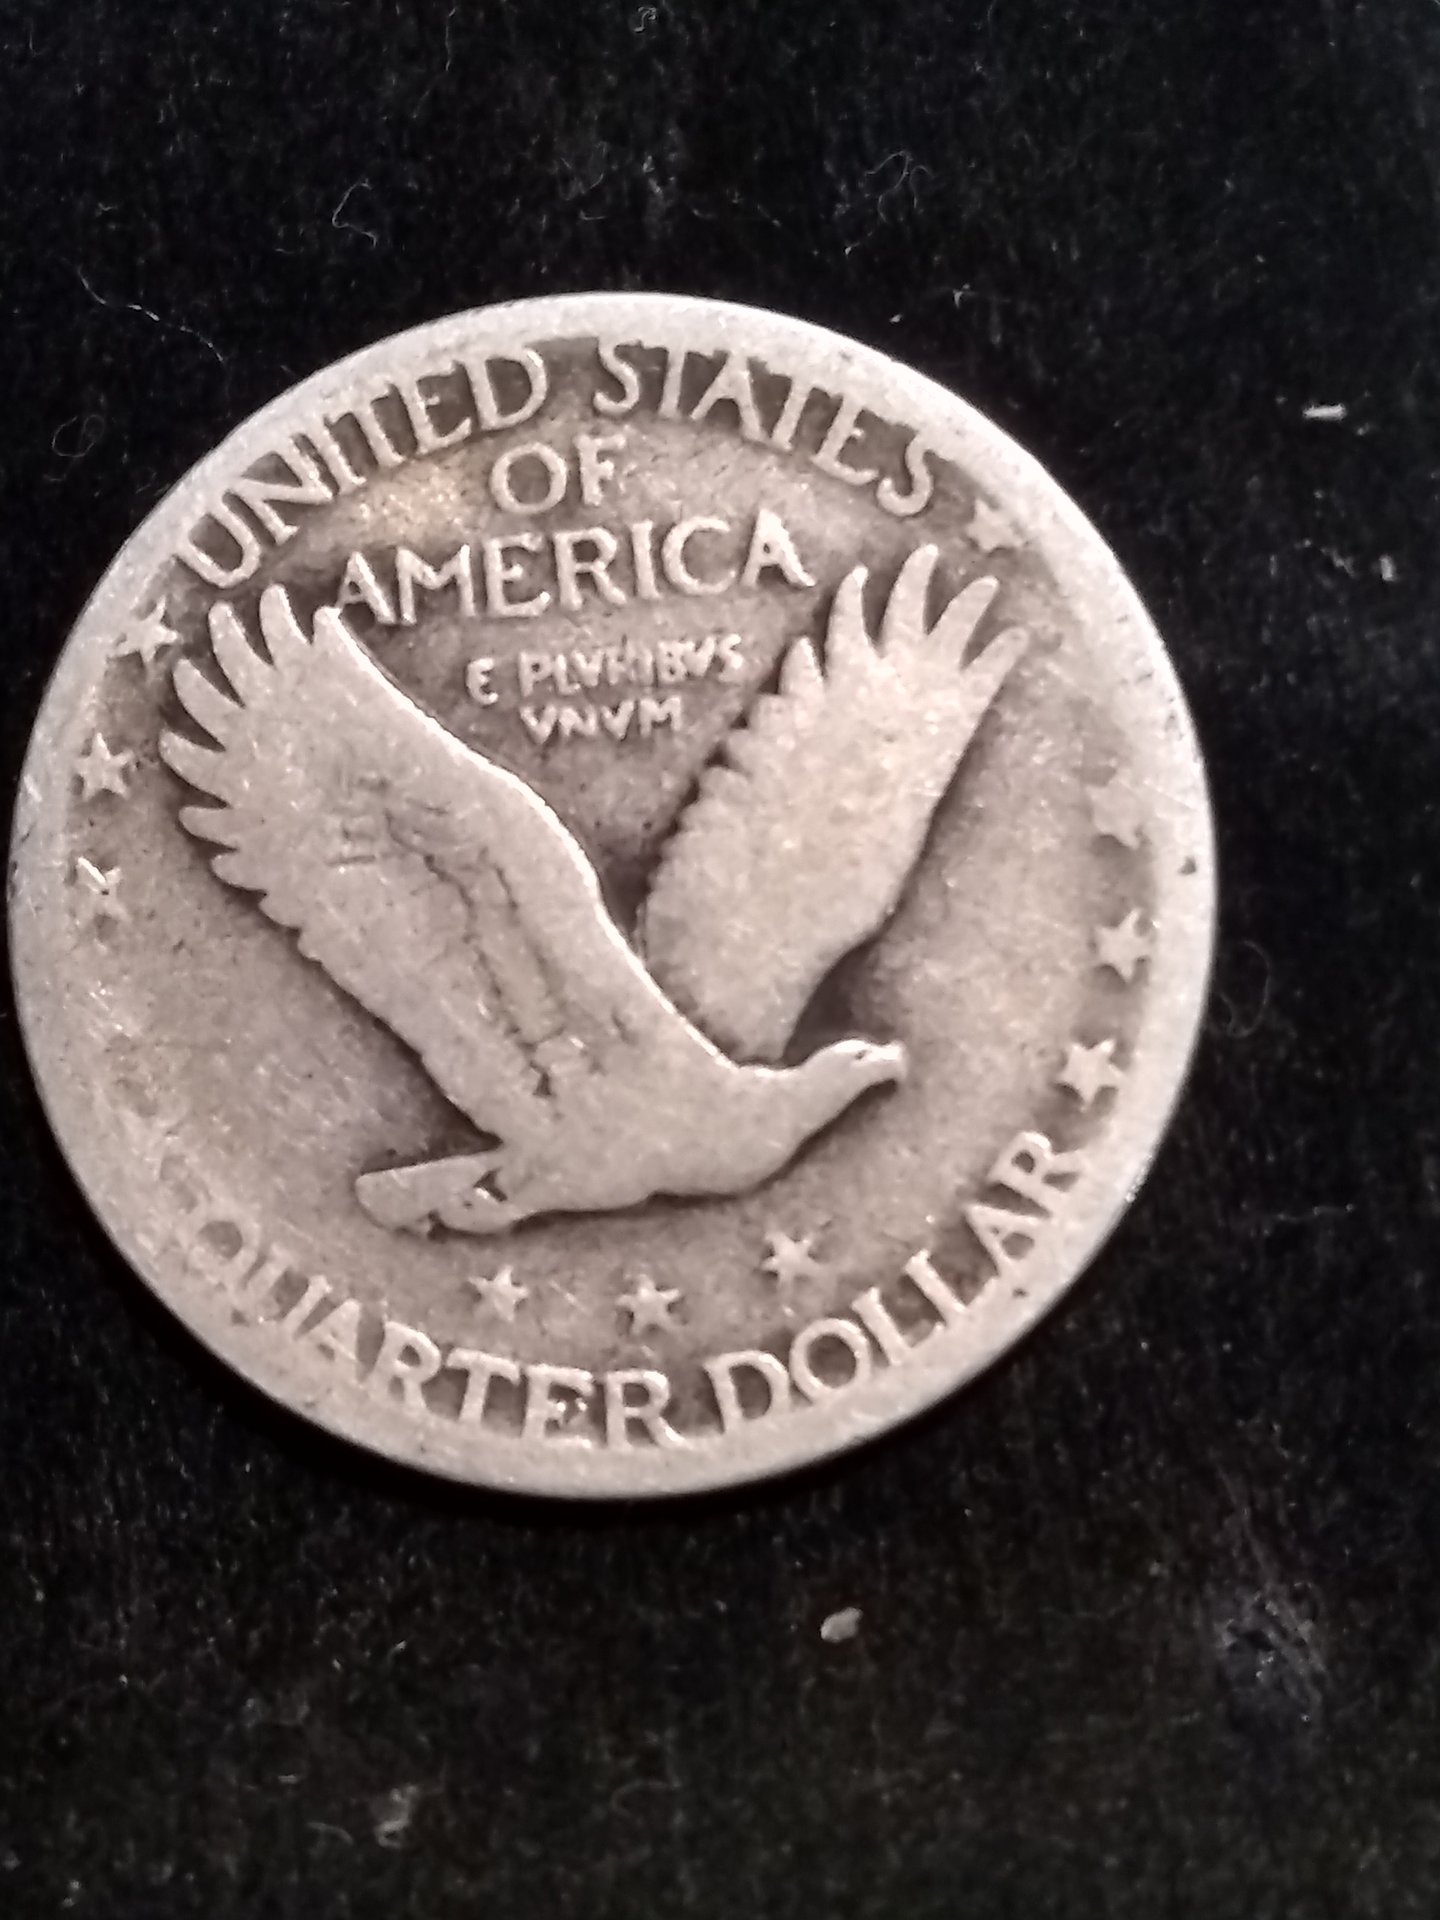 UNITED STATES
OF
AMERICA
E PLVRIBVS
VNVM
QUARTER DOLLAR